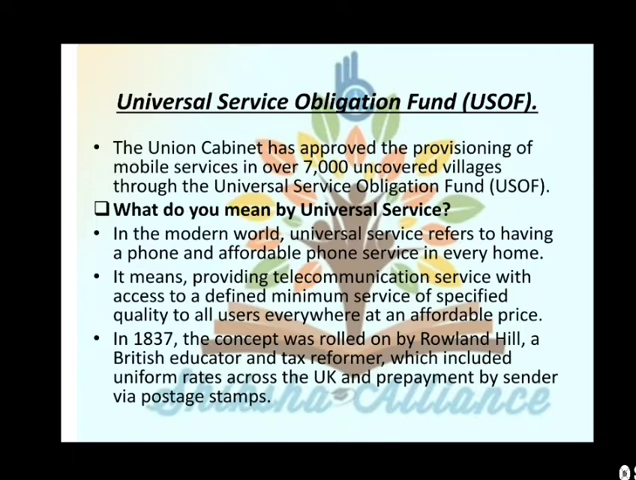 Universal Service Obligation Fund (USOF).
• The Union Cabinet has approved the provisioning of
mobile services in over 7,000 uncovered villages
through the Universal Service Obligation Fund (USOF).
❑ What do you mean by Universal Service?
• In the modern world, universal service refers to having
a phone and affordable phone service in every home.
• It means, providing telecommunication service with
access to a defined minimum service of specified
quality to all users everywhere at an affordable price.
• In 1837, the concept was rolled on by Rowland Hill, a
British educator and tax reformer, which included
uniform rates across the UK and prepayment by sender
via postage stamps.
Shiksha Alliance